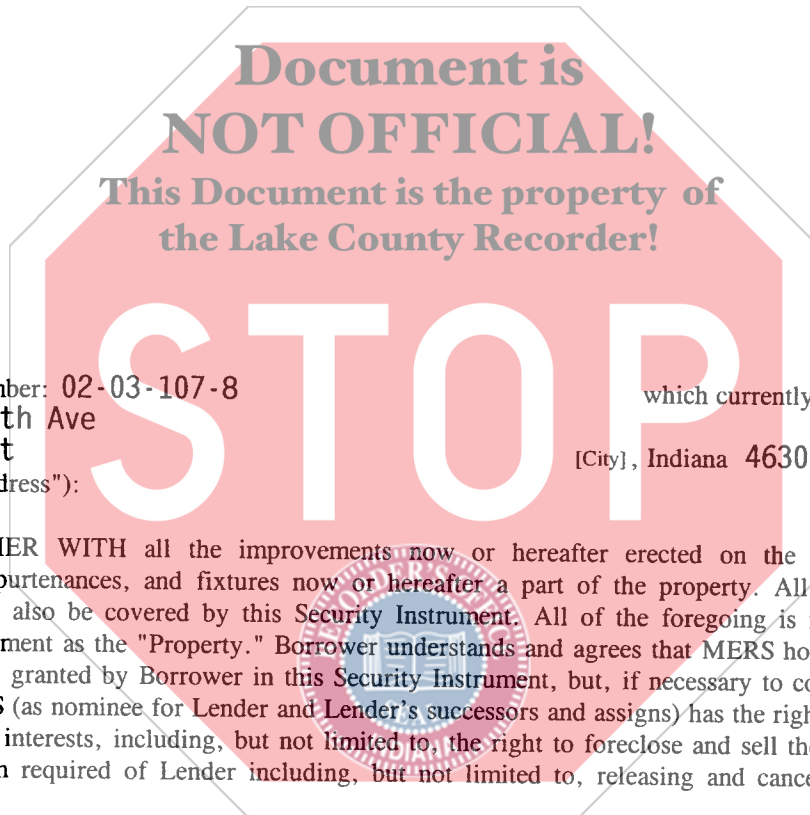 Document is
NOT OFFICIAL!
This Document is the property of
the Lake County Recorder!
STOP
nber: 02-03-107-8 which currently
th Ave
t [City], Indiana 4630
dress"):
IER WITH all the improvements now or hereafter erected on the
purtenances, and fixtures now or hereafter a part of the property. All
also be covered by this Security Instrument. All of the foregoing is
ment as the "Property." Borrower understands and agrees that MERS ho
granted by Borrower in this Security Instrument, but, if necessary to co
S (as nominee for Lender and Lender's successors and assigns) has the righ
interests, including, but not limited to, the right to foreclose and sell the
n required of Lender including, but not limited to, releasing and cance
RECORDER'S OFFICE
SEAL
INDIANA